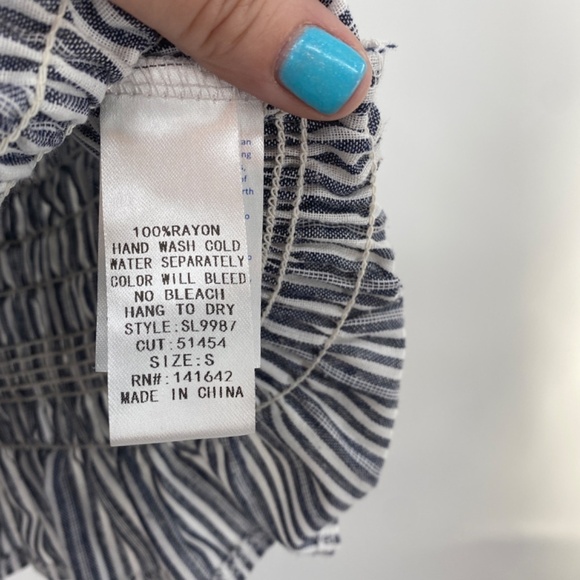 100%RAYON
HAND WASH COLD
WATER SEPARATELY
COLOR WILL BLEED
NO BLEACH
HANG TO DRY
STYLE:SL9987
CUT:51454
SIZE:S
RN#:141642
MADE IN CHINA